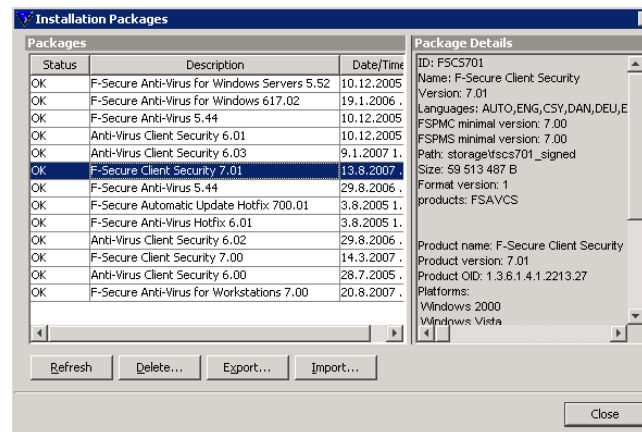 Installation Packages
Packages
Status Description Date/Time
OK F-Secure Anti-Virus for Windows Servers 5.52 10.12.2005
OK F-Secure Anti-Virus for Windows 617.02 19.1.2006 .
OK F-Secure Anti-Virus 5.44 10.12.2005
OK Anti-Virus Client Security 6.01 10.12.2005
OK Anti-Virus Client Security 6.03 9.1.2007 1.
OK F-Secure Client Security 7.01 13.8.2007 .
OK F-Secure Anti-Virus 5.44 29.8.2006 .
OK F-Secure Automatic Update Hotfix 700.01 3.8.2005 1.
OK F-Secure Anti-Virus Hotfix 6.01 3.8.2005 1.
OK Anti-Virus Client Security 6.02 29.8.2006 .
OK F-Secure Client Security 7.00 14.3.2007 .
OK Anti-Virus Client Security 6.00 28.7.2005 .
OK F-Secure Anti-Virus for Workstations 7.00 20.8.2007 .
Refresh Delete... Export... Import...
Package Details
ID: FSCS701
Name: F-Secure Client Security
Version: 7.01
Languages: AUTO,ENG,CSY,DAN,DEU,E
FSPMC minimal version: 7.00
FSPMS minimal version: 7.00
Path: storage\fscs701_signed
Size: 59 513 487 B
Format version: 1
products: FSAVCS
Product name: F-Secure Client Security
Product version: 7.01
Product OID: 1.3.6.1.4.1.2213.27
Platforms:
Windows 2000
Windows Vista
Close